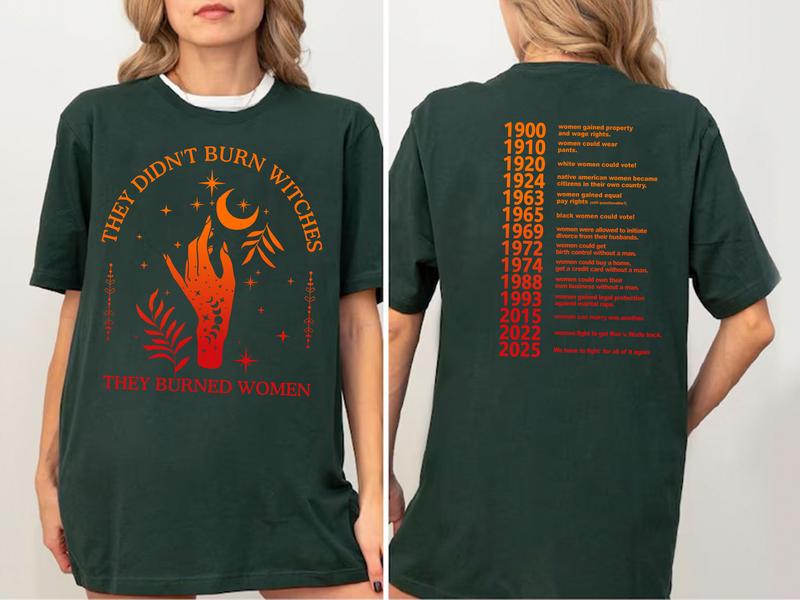 THEY DIDN'T BURN WITCHES
THEY BURNED WOMEN
1900 women gained property
and wage rights.
1910 women could wear
pants.
1920 white women could vote!
1924 native american women became
citizens in their own country.
1963 women gained equal
pay rights (still questionable?)
1965 black women could vote!
1969 women were allowed to initiate
divorce from their husbands.
1972 women could get
birth control without a man.
1974 women could buy a home,
get a credit card without a man.
1988 women could own their
own business without a man.
1993 women gained legal protection
against marital rape.
2015 women can marry one another.
2022 women fight to get Roe v. Wade back.
2025 We have to fight for all of it again